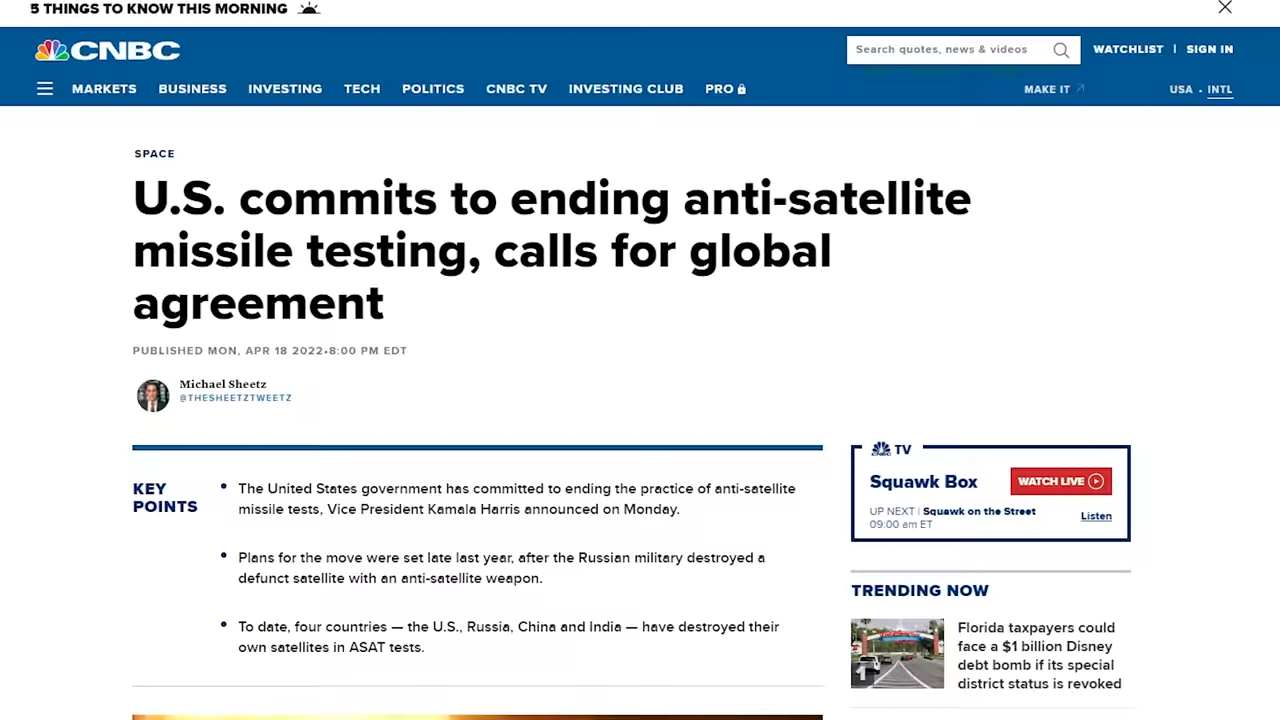 5 THINGS TO KNOW THIS MORNING
CNBC
Search quotes, news & videos
WATCHLIST | SIGN IN
MARKETS BUSINESS INVESTING TECH POLITICS CNBC TV INVESTING CLUB PRO
MAKE IT
USA • INTL
SPACE
U.S. commits to ending anti-satellite
missile testing, calls for global
agreement
PUBLISHED MON, APR 18 2022•8:00 PM EDT
Michael Sheetz
@THESHEETZTWEETZ
KEY
POINTS
• The United States government has committed to ending the practice of anti-satellite
missile tests, Vice President Kamala Harris announced on Monday.
• Plans for the move were set late last year, after the Russian military destroyed a
defunct satellite with an anti-satellite weapon.
• To date, four countries — the U.S., Russia, China and India — have destroyed their
own satellites in ASAT tests.
CNBC TV
Squawk Box
WATCH LIVE
UP NEXT | Squawk on the Street
09:00 am ET
Listen
TRENDING NOW
1
Florida taxpayers could
face a $1 billion Disney
debt bomb if its special
district status is revoked